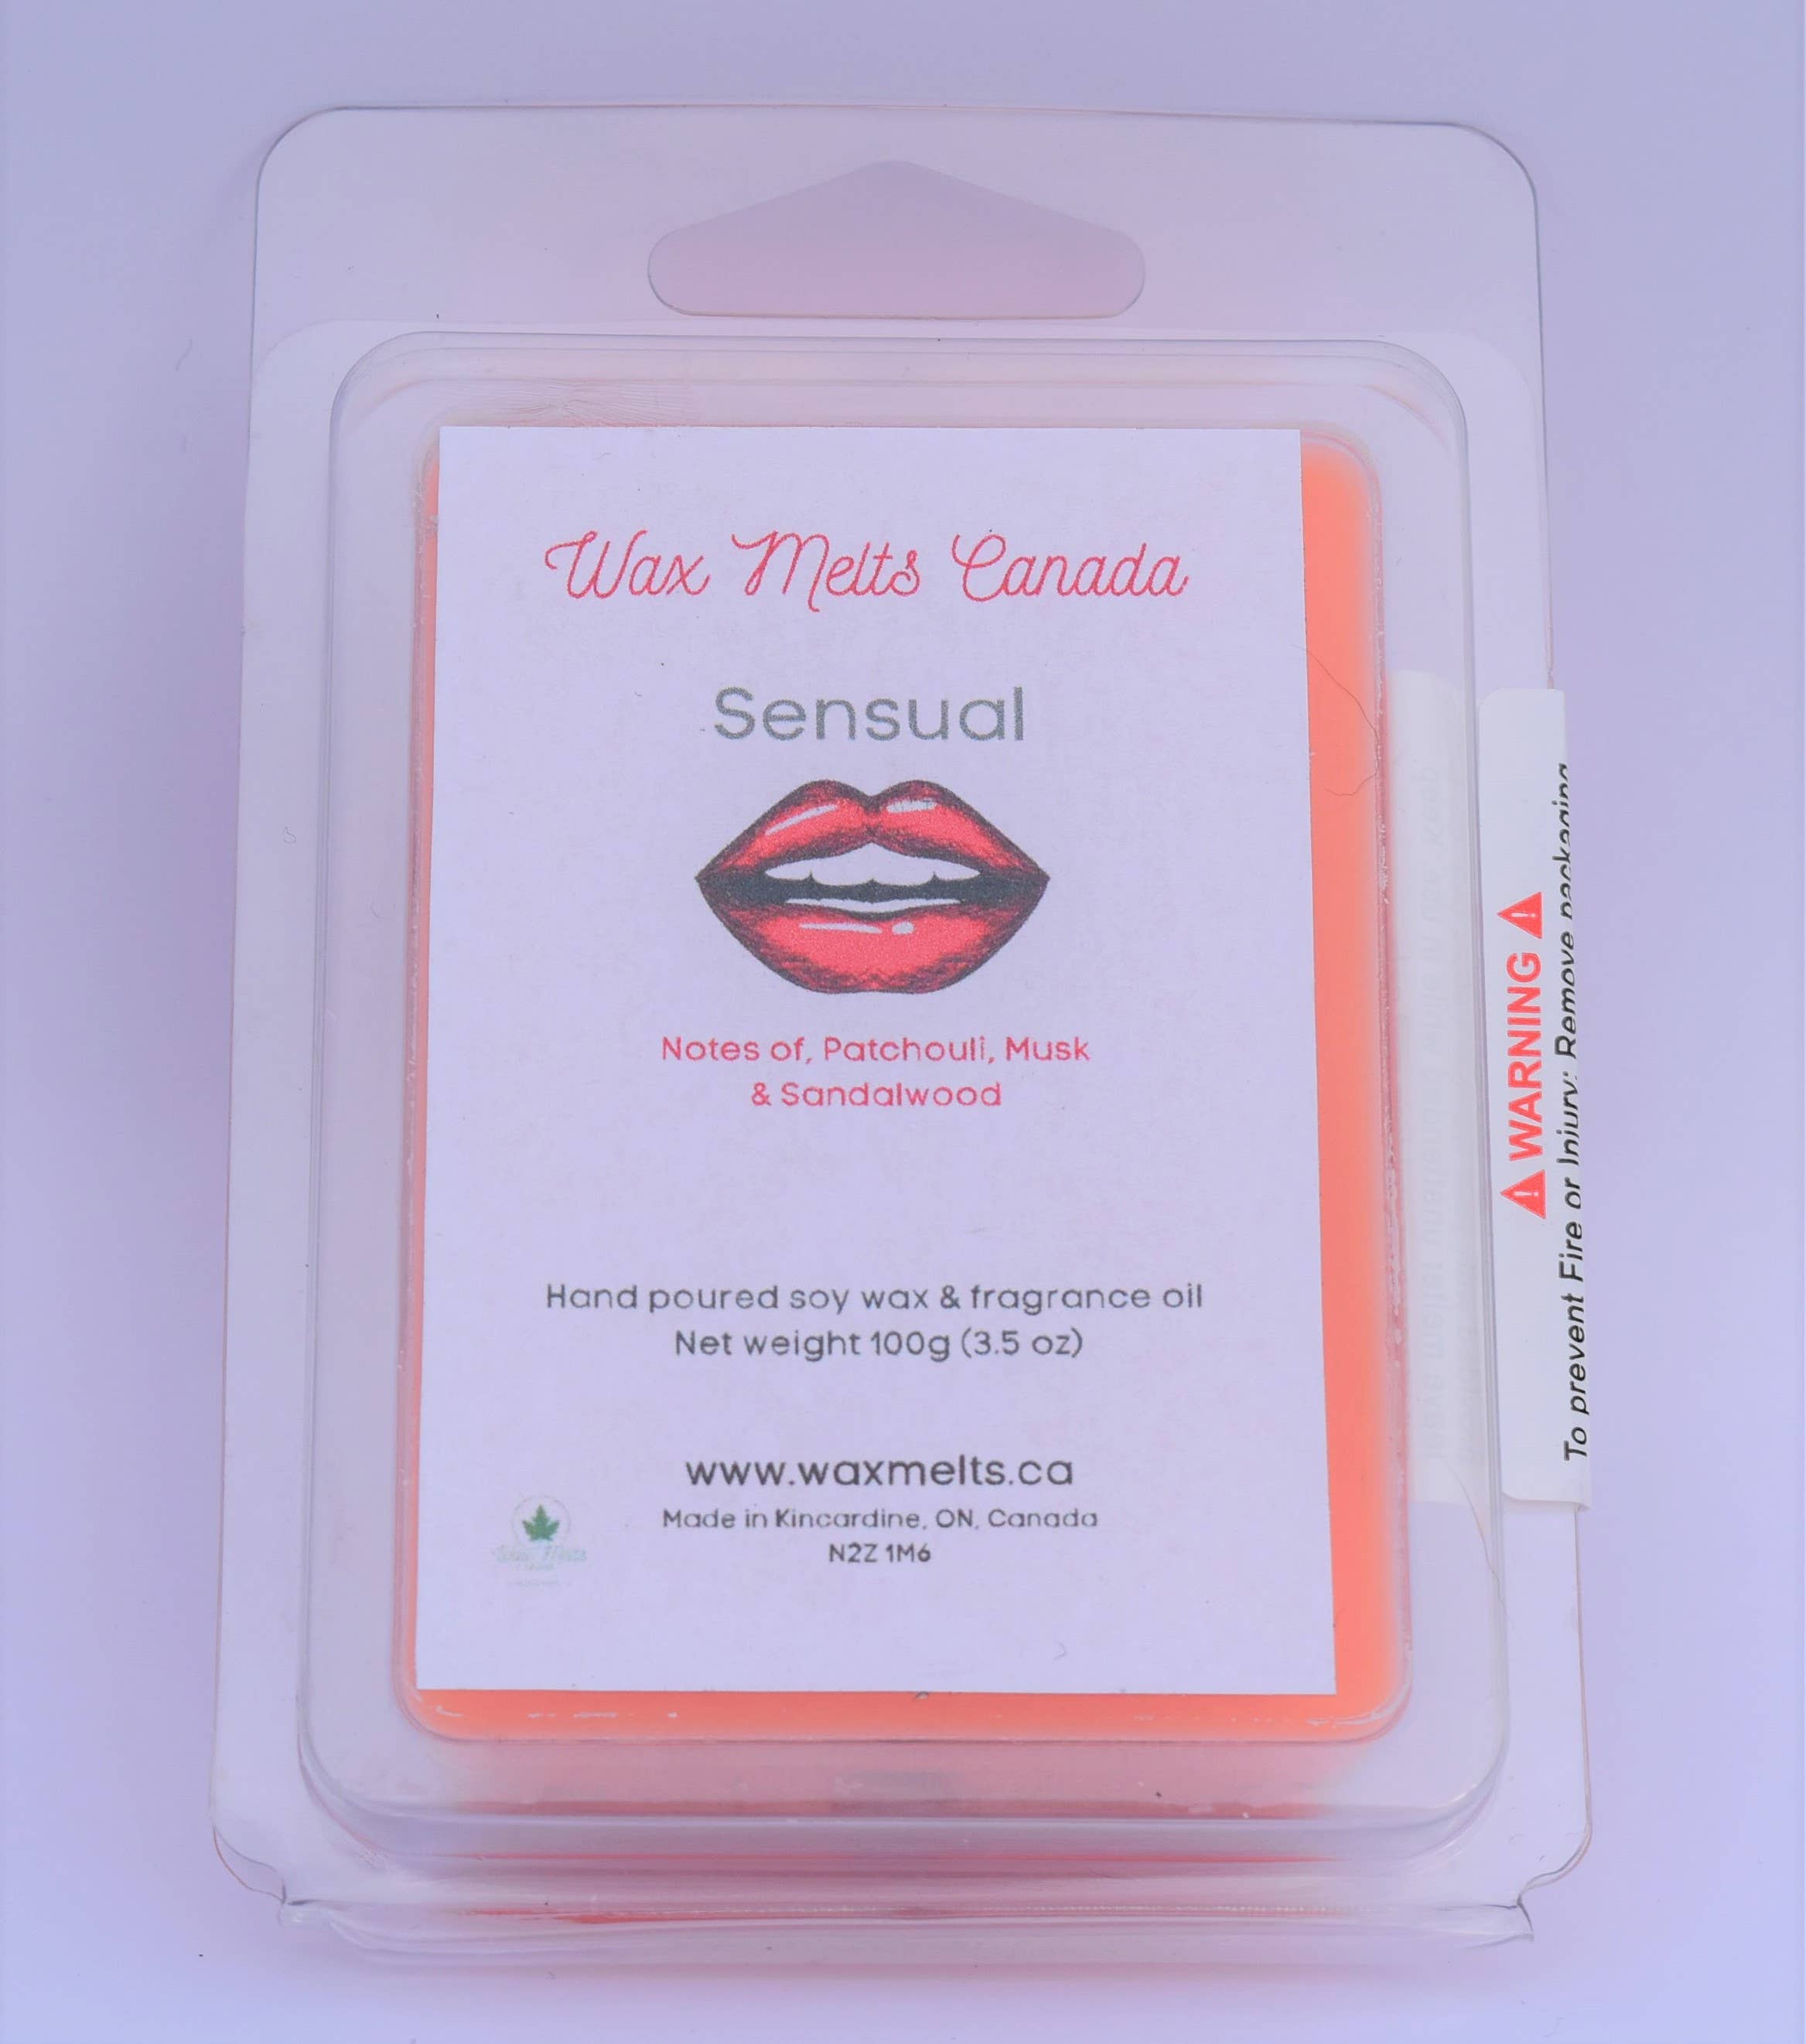 Wax Melts Canada
Sensual
Notes of, Patchouli, Musk
& Sandalwood
Hand poured soy wax & fragrance oil
Net weight 100g (3.5 oz)
www.waxmelts.ca
Made in Kincardine, ON, Canada
N2Z 1M6
WARNING
To prevent Fire or Injury: Remove packaging